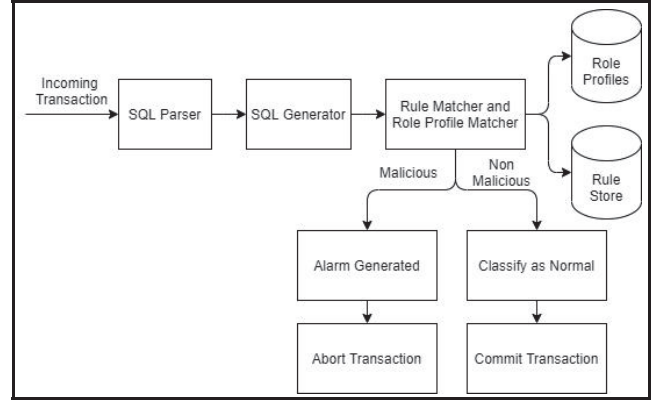 Incoming
Transaction
SQL Parser
SQL Generator
Rule Matcher and
Role Profile Matcher
Role
Profiles
Rule
Store
Malicious
Non
Malicious
Alarm Generated
Classify as Normal
Abort Transaction
Commit Transaction